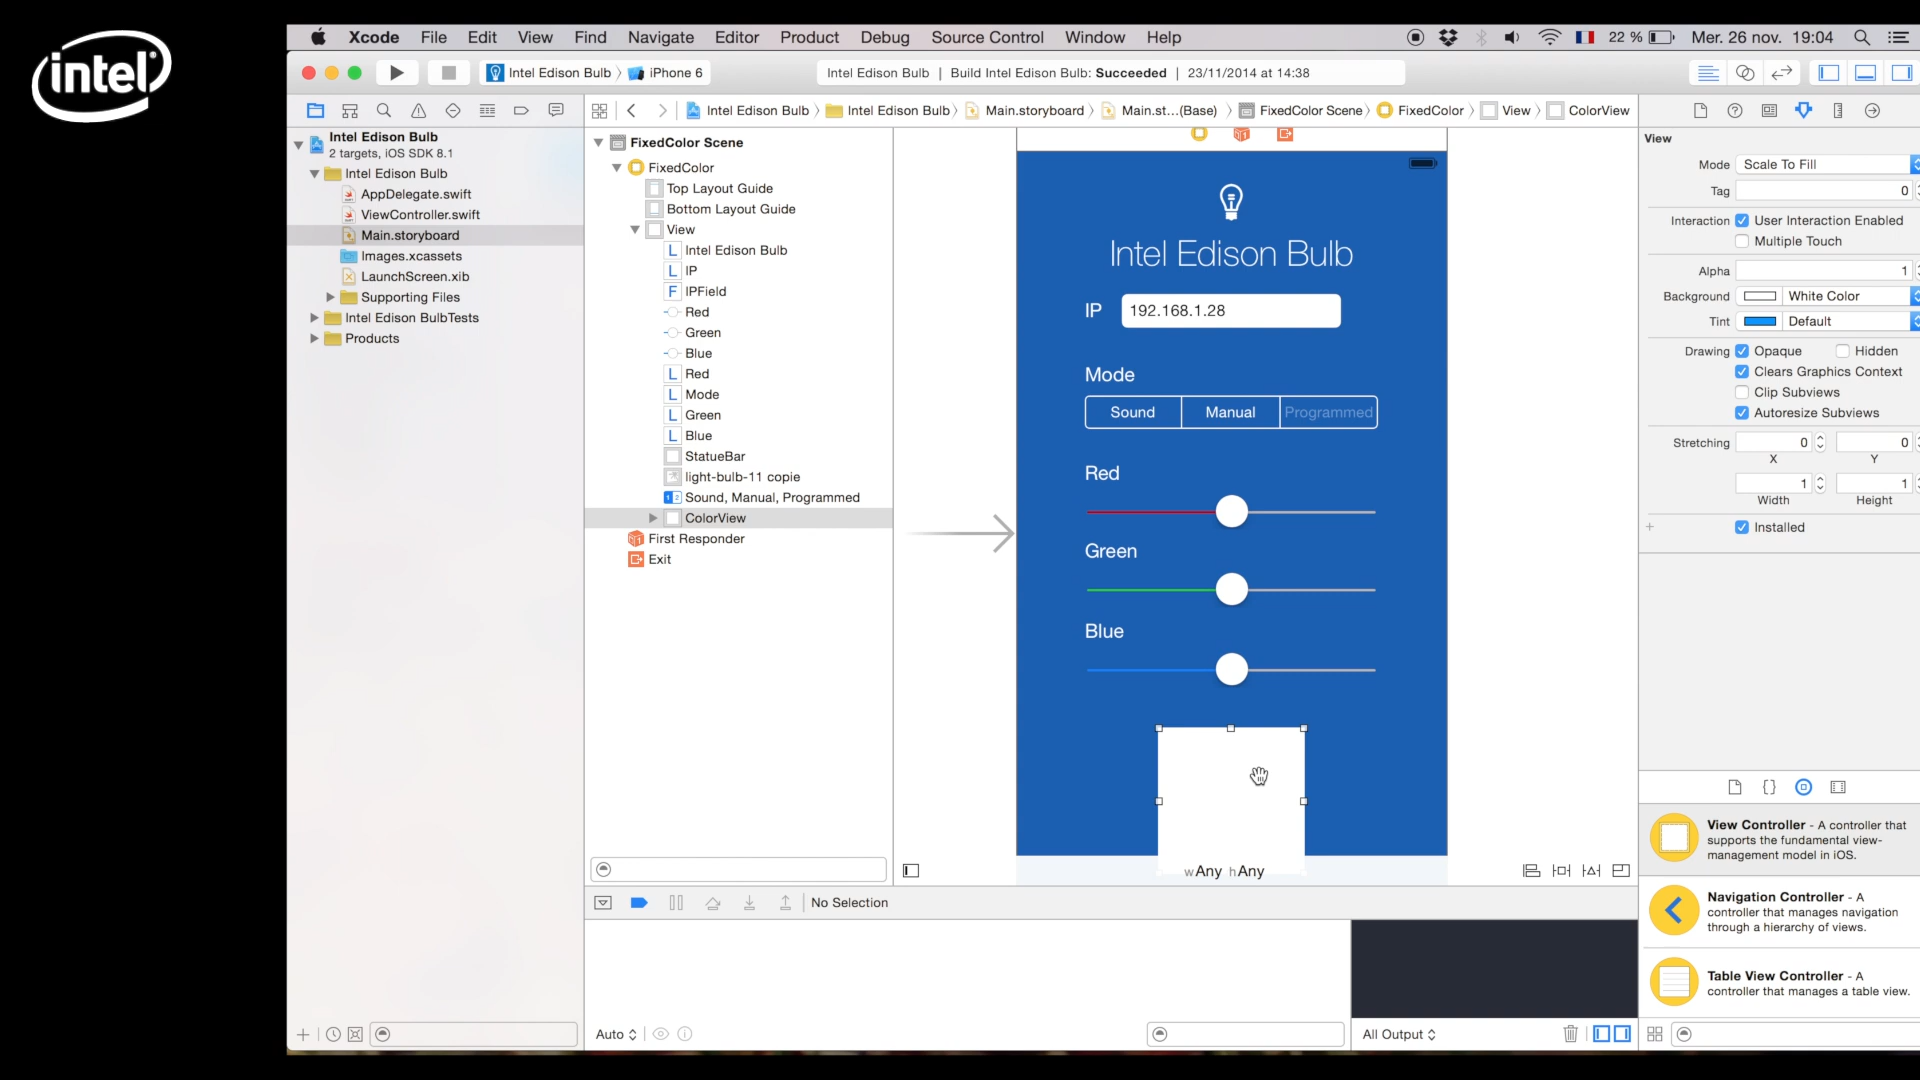 intel
Xcode File Edit View Find Navigate Editor Product Debug Source Control Window Help 22 % Mer. 26 nov. 19:04
Intel Edison Bulb iPhone 6
Intel Edison Bulb | Build Intel Edison Bulb: Succeeded | 23/11/2014 at 14:38
Intel Edison Bulb Intel Edison Bulb Main.storyboard Main.st...(Base) FixedColor Scene FixedColor View ColorView
Intel Edison Bulb
2 targets, iOS SDK 8.1
Intel Edison Bulb
AppDelegate.swift
ViewController.swift
Main.storyboard
Images.xcassets
LaunchScreen.xib
Supporting Files
Intel Edison BulbTests
Products
FixedColor Scene
FixedColor
Top Layout Guide
Bottom Layout Guide
View
L Intel Edison Bulb
L IP
F IPField
Red
Green
Blue
L Red
L Mode
L Green
L Blue
StatueBar
light-bulb-11 copie
1 2 Sound, Manual, Programmed
ColorView
First Responder
Exit
Intel Edison Bulb
IP 192.168.1.28
Mode
Sound Manual Programmed
Red
Green
Blue
wAny hAny
View
Mode Scale To Fill
Tag 0
Interaction User Interaction Enabled
Multiple Touch
Alpha 1
Background White Color
Tint Default
Drawing Opaque Hidden
Clears Graphics Context
Clip Subviews
Autoresize Subviews
Stretching 0 0
X Y
1 1
Width Height
+ Installed
{}
View Controller - A controller that
supports the fundamental view-
management model in iOS.
Navigation Controller - A
controller that manages navigation
through a hierarchy of views.
Table View Controller - A
controller that manages a table view.
No Selection
Auto
All Output